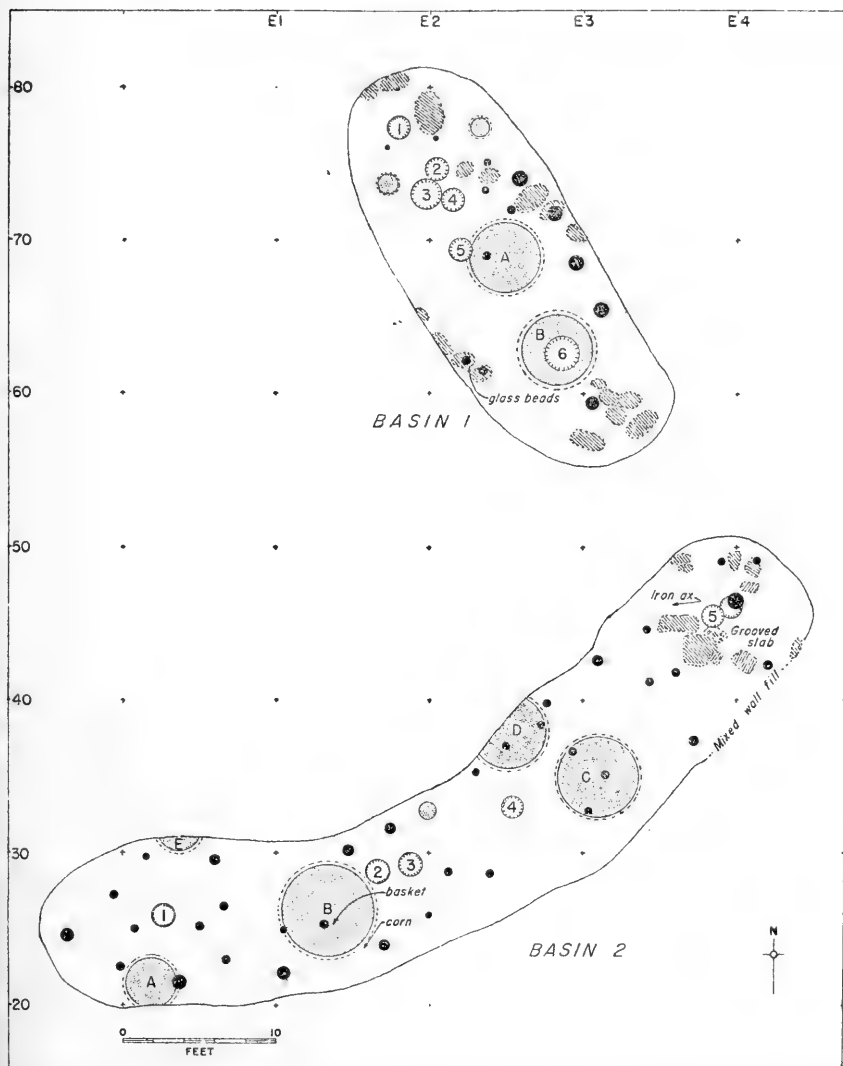 E1 E2 E3 E4
80
1
2
3
4
70
5
A
B
6
60
glass beads
BASIN 1
50
Iron ax
5
Grooved
slab
40
Mixed wall fill
D
C
4
30
E
2
3
1
B
basket
corn
BASIN 2
N
A
20
0 10
FEET